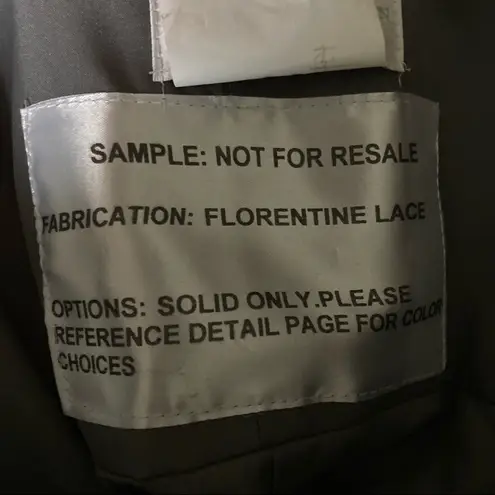 SAMPLE: NOT FOR RESALE
FABRICATION: FLORENTINE LACE
OPTIONS: SOLID ONLY.PLEASE
REFERENCE DETAIL PAGE FOR COLOR
CHOICES